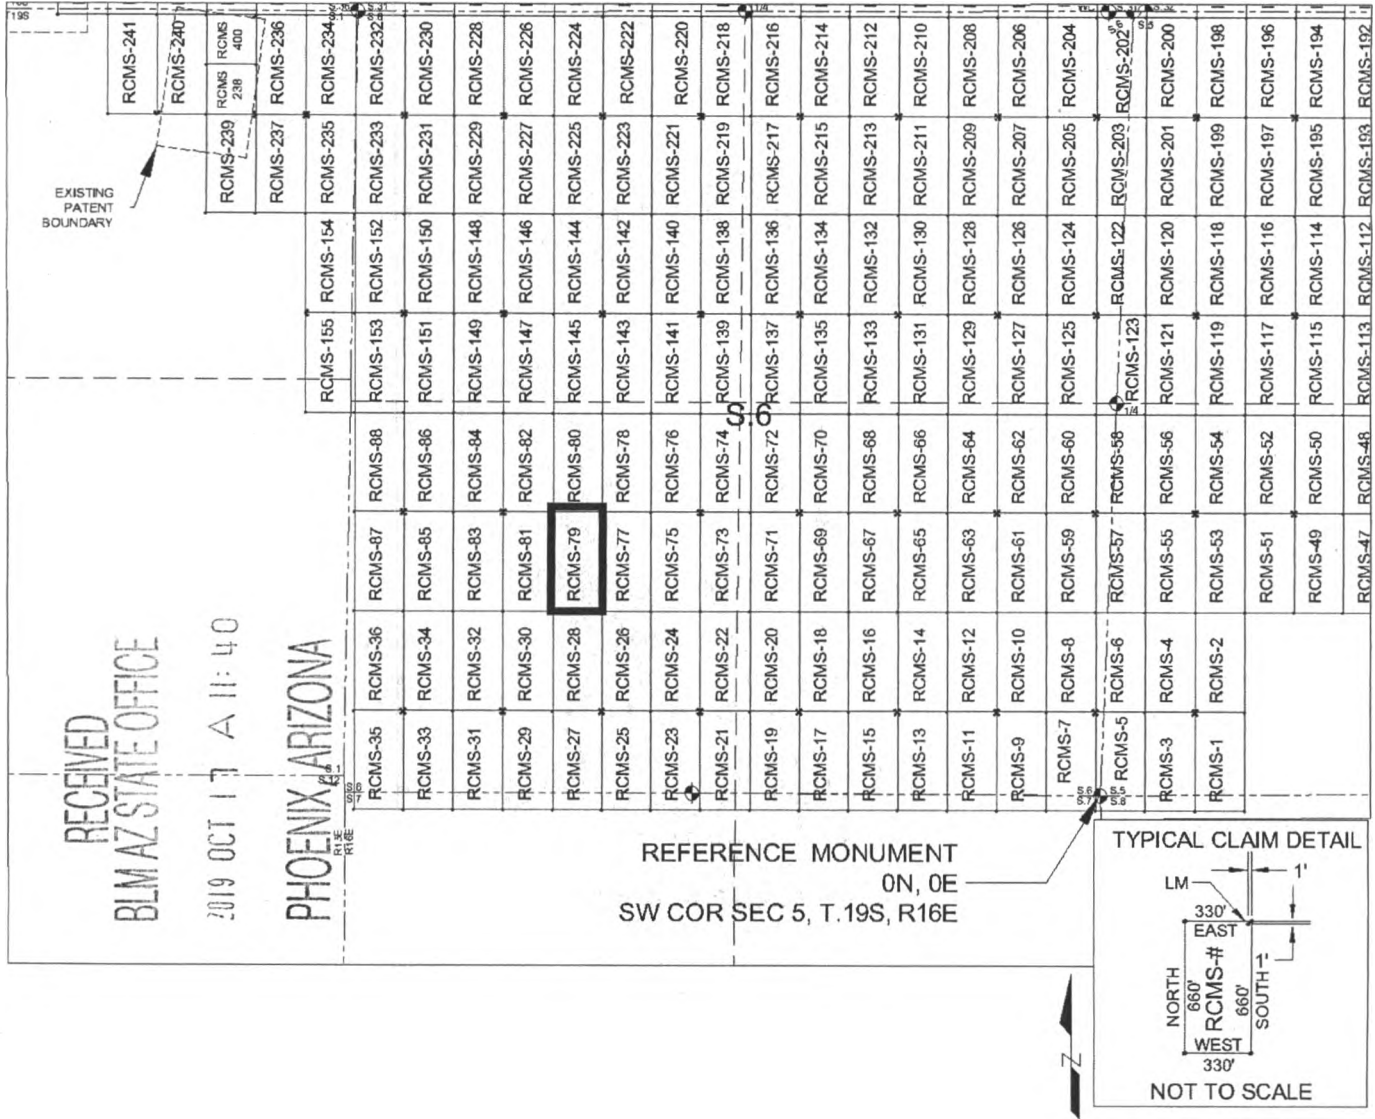 T19S
S.1 S.6
1/4
RCMS-241
RCMS-240
RCMS
400
RCMS
238
RCMS-236
RCMS-234
RCMS-232
RCMS-230
RCMS-228
RCMS-226
RCMS-224
RCMS-222
RCMS-220
RCMS-218
RCMS-216
RCMS-214
RCMS-212
RCMS-210
RCMS-208
RCMS-206
RCMS-204
RCMS-202
RCMS-200
RCMS-198
RCMS-196
RCMS-194
RCMS-192
RCMS-239
RCMS-237
RCMS-235
RCMS-233
RCMS-231
RCMS-229
RCMS-227
RCMS-225
RCMS-223
RCMS-221
RCMS-219
RCMS-217
RCMS-215
RCMS-213
RCMS-211
RCMS-209
RCMS-207
RCMS-205
RCMS-203
RCMS-201
RCMS-199
RCMS-197
RCMS-195
RCMS-193
EXISTING
PATENT
BOUNDARY
RCMS-154
RCMS-152
RCMS-150
RCMS-148
RCMS-146
RCMS-144
RCMS-142
RCMS-140
RCMS-138
RCMS-136
RCMS-134
RCMS-132
RCMS-130
RCMS-128
RCMS-126
RCMS-124
RCMS-122
RCMS-120
RCMS-118
RCMS-116
RCMS-114
RCMS-112
RCMS-155
RCMS-153
RCMS-151
RCMS-149
RCMS-147
RCMS-145
RCMS-143
RCMS-141
RCMS-139
RCMS-137
RCMS-135
RCMS-133
RCMS-131
RCMS-129
RCMS-127
RCMS-125
RCMS-123
RCMS-121
RCMS-119
RCMS-117
RCMS-115
RCMS-113
S.6
1/4
RCMS-88
RCMS-86
RCMS-84
RCMS-82
RCMS-80
RCMS-78
RCMS-76
RCMS-74
RCMS-72
RCMS-70
RCMS-68
RCMS-66
RCMS-64
RCMS-62
RCMS-60
RCMS-58
RCMS-56
RCMS-54
RCMS-52
RCMS-50
RCMS-48
RCMS-87
RCMS-85
RCMS-83
RCMS-81
RCMS-79
RCMS-77
RCMS-75
RCMS-73
RCMS-71
RCMS-69
RCMS-67
RCMS-65
RCMS-63
RCMS-61
RCMS-59
RCMS-57
RCMS-55
RCMS-53
RCMS-51
RCMS-49
RCMS-47
RCMS-36
RCMS-34
RCMS-32
RCMS-30
RCMS-28
RCMS-26
RCMS-24
RCMS-22
RCMS-20
RCMS-18
RCMS-16
RCMS-14
RCMS-12
RCMS-10
RCMS-8
RCMS-6
RCMS-4
RCMS-2
RCMS-35
RCMS-33
RCMS-31
RCMS-29
RCMS-27
RCMS-25
RCMS-23
RCMS-21
RCMS-19
RCMS-17
RCMS-15
RCMS-13
RCMS-11
RCMS-9
RCMS-7
RCMS-5
RCMS-3
RCMS-1
RECEIVED
BLM AZ STATE OFFICE
2019 OCT 17 A 11: 40
PHOENIX, ARIZONA
S.1
S.12
S.6
S.7
R15E
R16E
S.6 S.5
S.7 S.8
REFERENCE MONUMENT
0N, 0E
SW COR SEC 5, T.19S, R16E
TYPICAL CLAIM DETAIL
1'
LM
330'
EAST
NORTH
660'
RCMS-#
660'
SOUTH
1'
WEST
330'
NOT TO SCALE
N